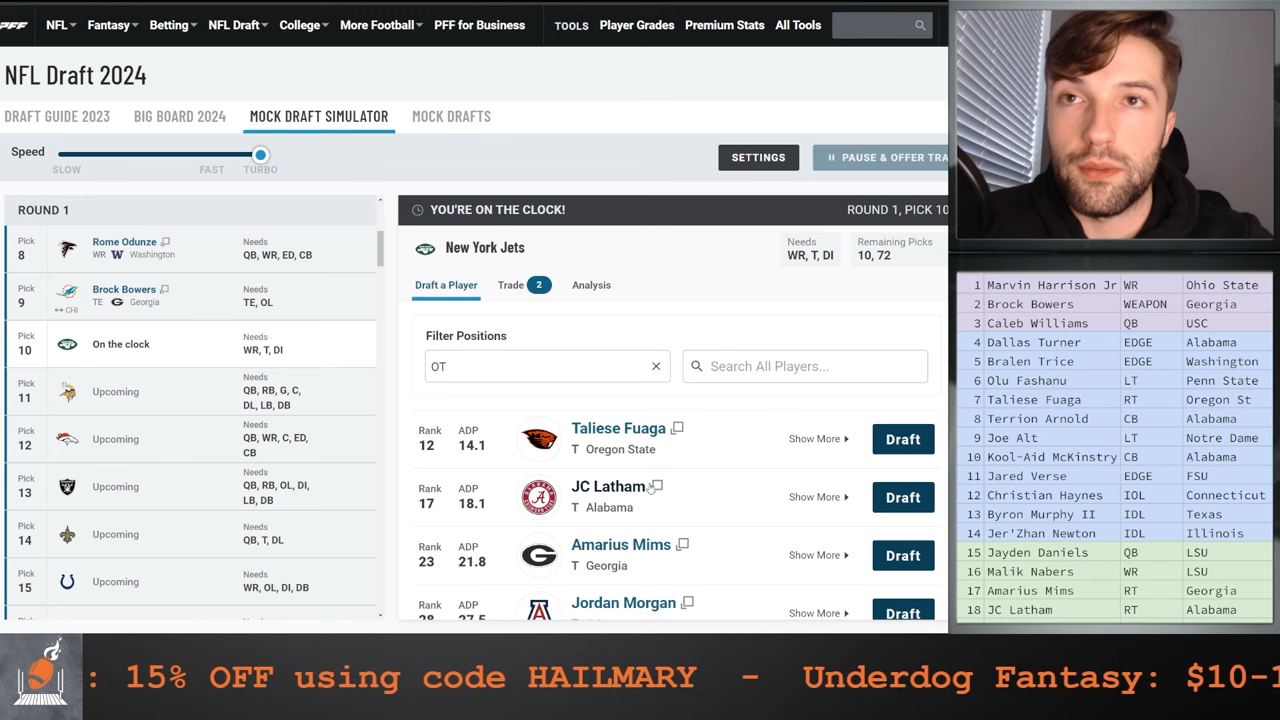 PFF NFL Fantasy Betting NFL Draft College More Football PFF for Business TOOLS Player Grades Premium Stats All Tools
NFL Draft 2024
DRAFT GUIDE 2023 BIG BOARD 2024 MOCK DRAFT SIMULATOR MOCK DRAFTS
Speed
SLOW FAST TURBO
SETTINGS
PAUSE & OFFER TRA
ROUND 1
Pick 8 Rome Odunze Needs
WR W Washington QB, WR, ED, CB
Pick 9 Brock Bowers Needs
TE G Georgia TE, OL
↔ CHI
Pick 10 On the clock Needs
WR, T, DI
Pick 11 Upcoming Needs
QB, RB, G, C,
DL, LB, DB
Pick 12 Upcoming Needs
QB, WR, C, ED,
CB
Pick 13 Upcoming Needs
QB, RB, OL, DI,
LB, DB
Pick 14 Upcoming Needs
QB, T, DL
Pick 15 Upcoming Needs
WR, OL, DI, DB
YOU'RE ON THE CLOCK! ROUND 1, PICK 10
New York Jets
Needs
WR, T, DI
Remaining Picks
10, 72
Draft a Player Trade 2 Analysis
Filter Positions
OT Search All Players...
Rank 12 ADP 14.1 Taliese Fuaga Show More Draft
T Oregon State
Rank 17 ADP 18.1 JC Latham Show More Draft
T Alabama
Rank 23 ADP 21.8 Amarius Mims Show More Draft
T Georgia
Rank ADP Jordan Morgan Show More Draft
1 Marvin Harrison Jr WR Ohio State
2 Brock Bowers WEAPON Georgia
3 Caleb Williams QB USC
4 Dallas Turner EDGE Alabama
5 Bralen Trice EDGE Washington
6 Olu Fashanu LT Penn State
7 Taliese Fuaga RT Oregon St
8 Terrion Arnold CB Alabama
9 Joe Alt LT Notre Dame
10 Kool-Aid McKinstry CB Alabama
11 Jared Verse EDGE FSU
12 Christian Haynes IOL Connecticut
13 Byron Murphy II IDL Texas
14 Jer'Zhan Newton IDL Illinois
15 Jayden Daniels QB LSU
16 Malik Nabers WR LSU
17 Amarius Mims RT Georgia
18 JC Latham RT Alabama
: 15% OFF using code HAILMARY - Underdog Fantasy: $10-1